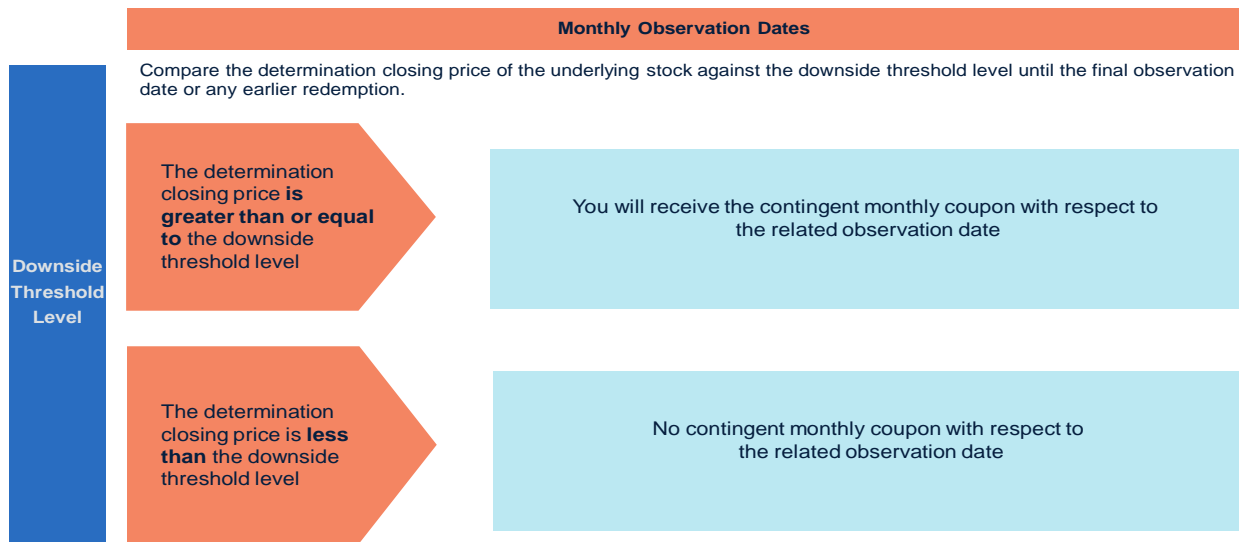 Monthly Observation Dates
Compare the determination closing price of the underlying stock against the downside threshold level until the final observation
date or any earlier redemption.
Downside
Threshold
Level
The determination
closing price is
greater than or equal
to the downside
threshold level
You will receive the contingent monthly coupon with respect to
the related observation date
The determination
closing price is less
than the downside
threshold level
No contingent monthly coupon with respect to
the related observation date